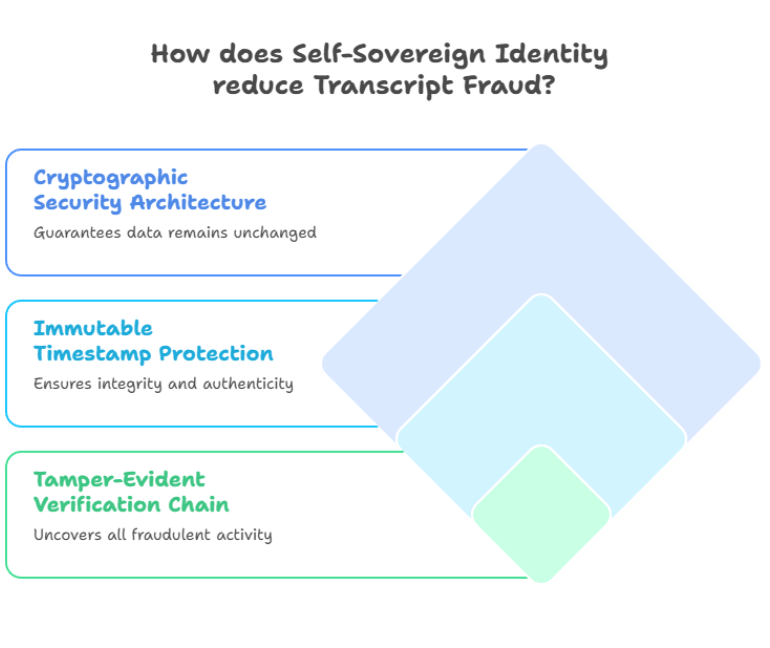 How does Self-Sovereign Identity
reduce Transcript Fraud?
Cryptographic
Security Architecture
Guarantees data remains unchanged
Immutable
Timestamp Protection
Ensures integrity and authenticity
Tamper-Evident
Verification Chain
Uncovers all fraudulent activity